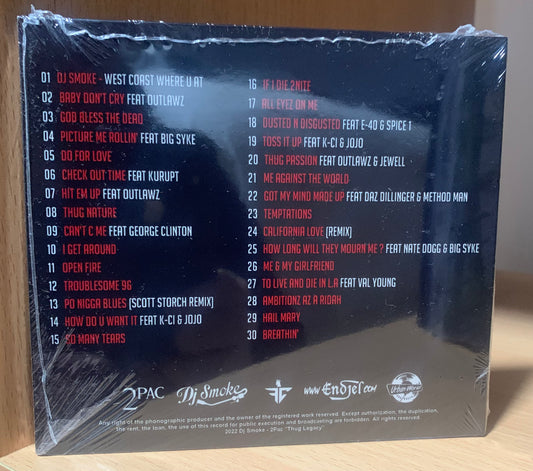 01 DJ SMOKE - WEST COAST WHERE U AT
02 BABY DON'T CRY FEAT OUTLAWZ
03 GOD BLESS THE DEAD
04 PICTURE ME ROLLIN' FEAT BIG SYKE
05 DO FOR LOVE
06 CHECK OUT TIME FEAT KURUPT
07 HIT EM UP FEAT OUTLAWZ
08 THUG NATURE
09 CAN'T C ME FEAT GEORGE CLINTON
10 I GET AROUND
11 OPEN FIRE
12 TROUBLESOME 96
13 PO NIGGA BLUES (SCOTT STORCH REMIX)
14 HOW DO U WANT IT FEAT K-CI & JOJO
15 SO MANY TEARS
16 IF I DIE 2NITE
17 ALL EYEZ ON ME
18 DUSTED N DISGUSTED FEAT E-40 & SPICE 1
19 TOSS IT UP FEAT K-CI & JOJO
20 THUG PASSION FEAT OUTLAWZ & JEWELL
21 ME AGAINST THE WORLD
22 GOT MY MIND MADE UP FEAT DAZ DILLINGER & METHOD MAN
23 TEMPTATIONS
24 CALIFORNIA LOVE (REMIX)
25 HOW LONG WILL THEY MOURN ME ? FEAT NATE DOGG & BIG SYKE
26 ME & MY GIRLFRIEND
27 TO LIVE AND DIE IN L.A FEAT VAL YOUNG
28 AMBITIONZ AZ A RIDAH
29 HAIL MARY
30 BREATHIN'
2PAC Dj Smoke www.Endjel.com Urban World
Any right of the phonographic producer and the owner of the registered work reserved. Except authorization, the duplication,
the rent, the loan, the use of this record for public execution and broadcasting are forbidden. All rights reserved.
2022 Dj Smoke - 2Pac "Thug Legacy"